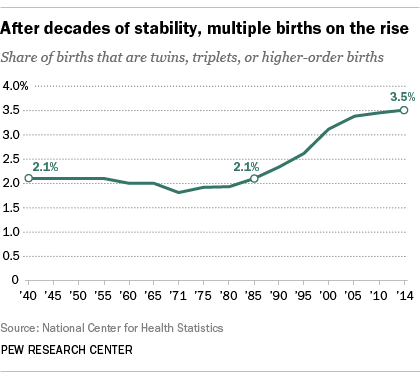 After decades of stability, multiple births on the rise
Share of births that are twins, triplets, or higher-order births
4.0%
3.5%
3.5
3.0
2.5
2.1%
2.1%
2.0
1.5
1.0
0.5
0
'40 '45 '50 '55 '60 '65 '71 '75 '80 '85 '90 '95 '00 '05 '10 '14
Source: National Center for Health Statistics
PEW RESEARCH CENTER